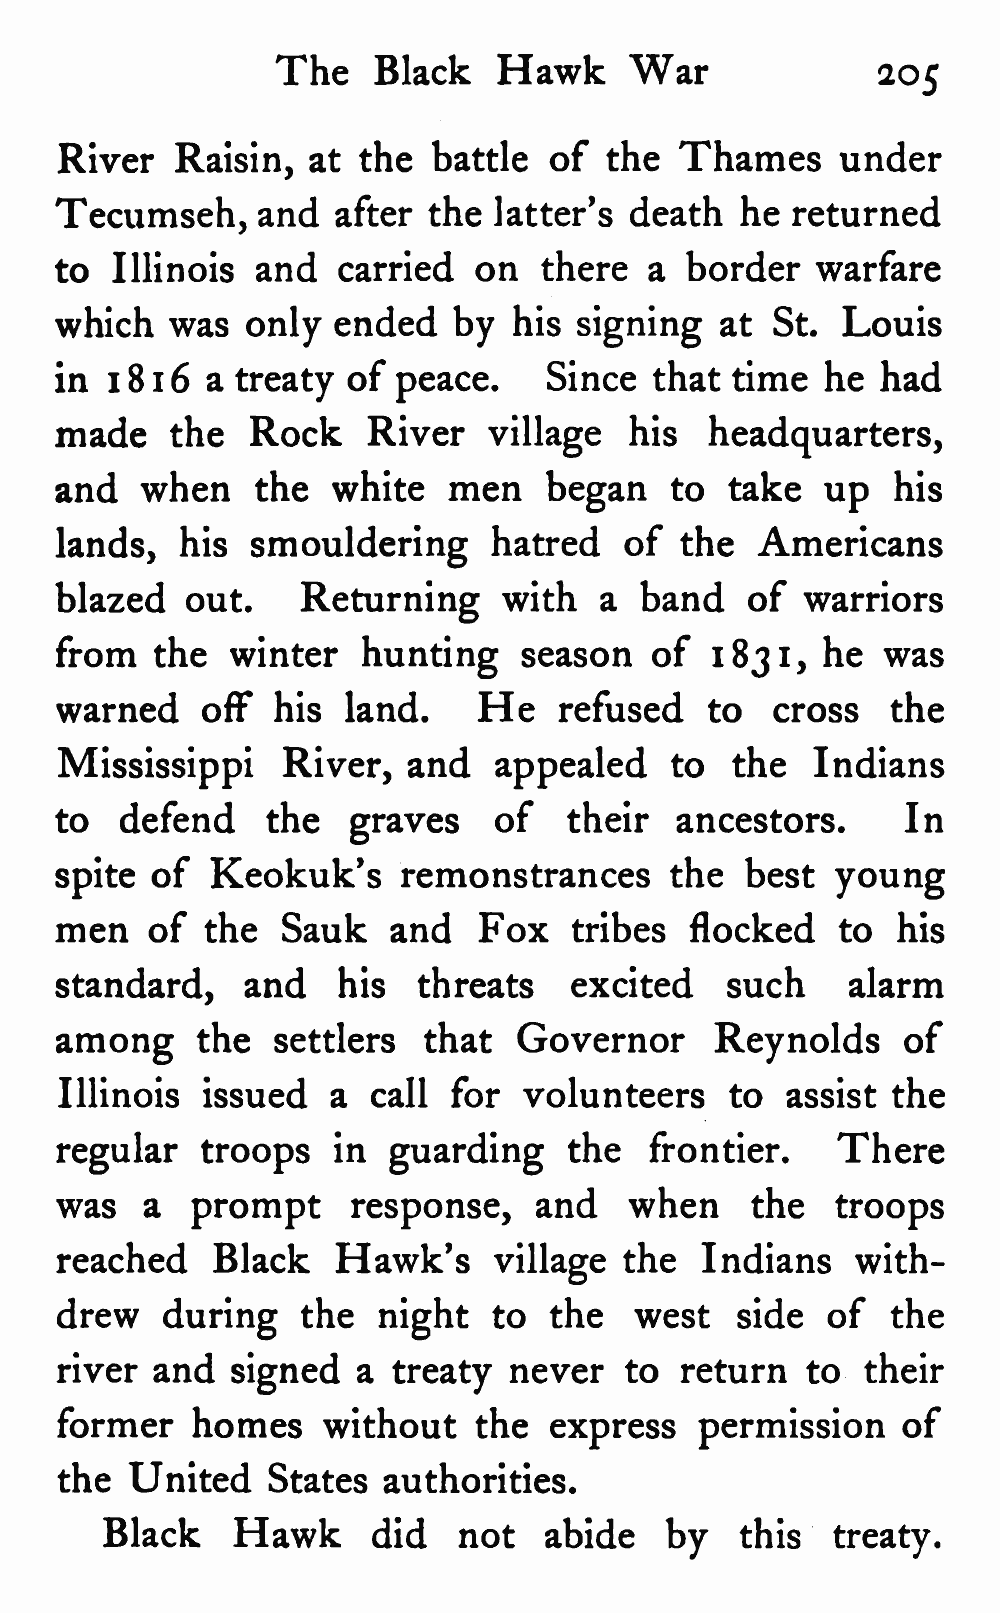 The Black Hawk War 205
River Raisin, at the battle of the Thames under
Tecumseh, and after the latter's death he returned
to Illinois and carried on there a border warfare
which was only ended by his signing at St. Louis
in 1816 a treaty of peace. Since that time he had
made the Rock River village his headquarters,
and when the white men began to take up his
lands, his smouldering hatred of the Americans
blazed out. Returning with a band of warriors
from the winter hunting season of 1831, he was
warned off his land. He refused to cross the
Mississippi River, and appealed to the Indians
to defend the graves of their ancestors. In
spite of Keokuk's remonstrances the best young
men of the Sauk and Fox tribes flocked to his
standard, and his threats excited such alarm
among the settlers that Governor Reynolds of
Illinois issued a call for volunteers to assist the
regular troops in guarding the frontier. There
was a prompt response, and when the troops
reached Black Hawk's village the Indians with-
drew during the night to the west side of the
river and signed a treaty never to return to their
former homes without the express permission of
the United States authorities.
Black Hawk did not abide by this treaty.